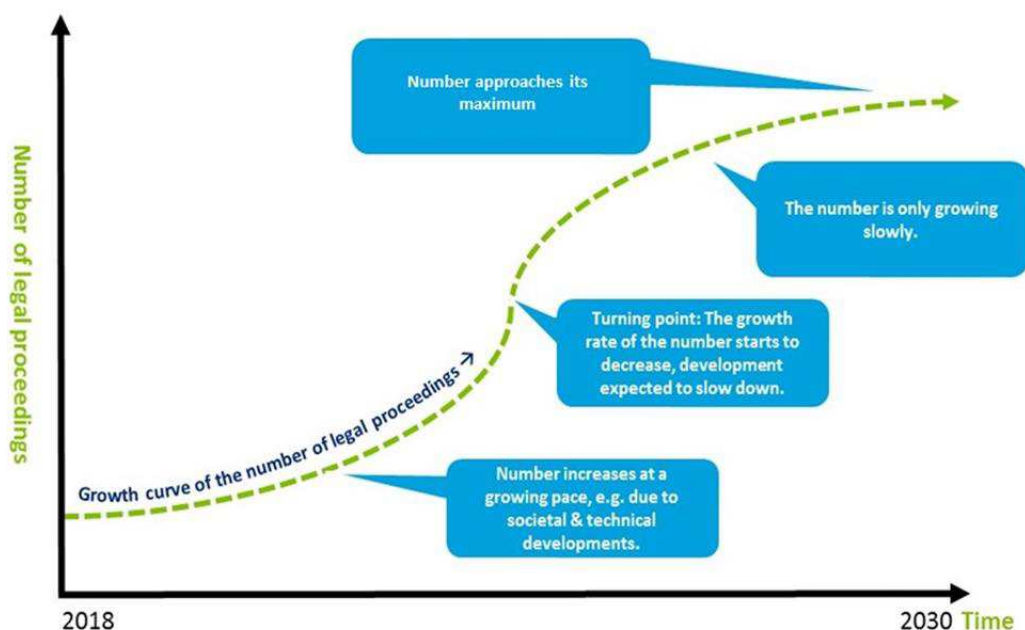 Number of legal proceedings
Number approaches its
maximum
The number is only growing
slowly.
Turning point: The growth
rate of the number starts to
decrease, development
expected to slow down.
Growth curve of the number of legal proceedings →
Number increases at a
growing pace, e.g. due to
societal & technical
developments.
2018
2030 Time